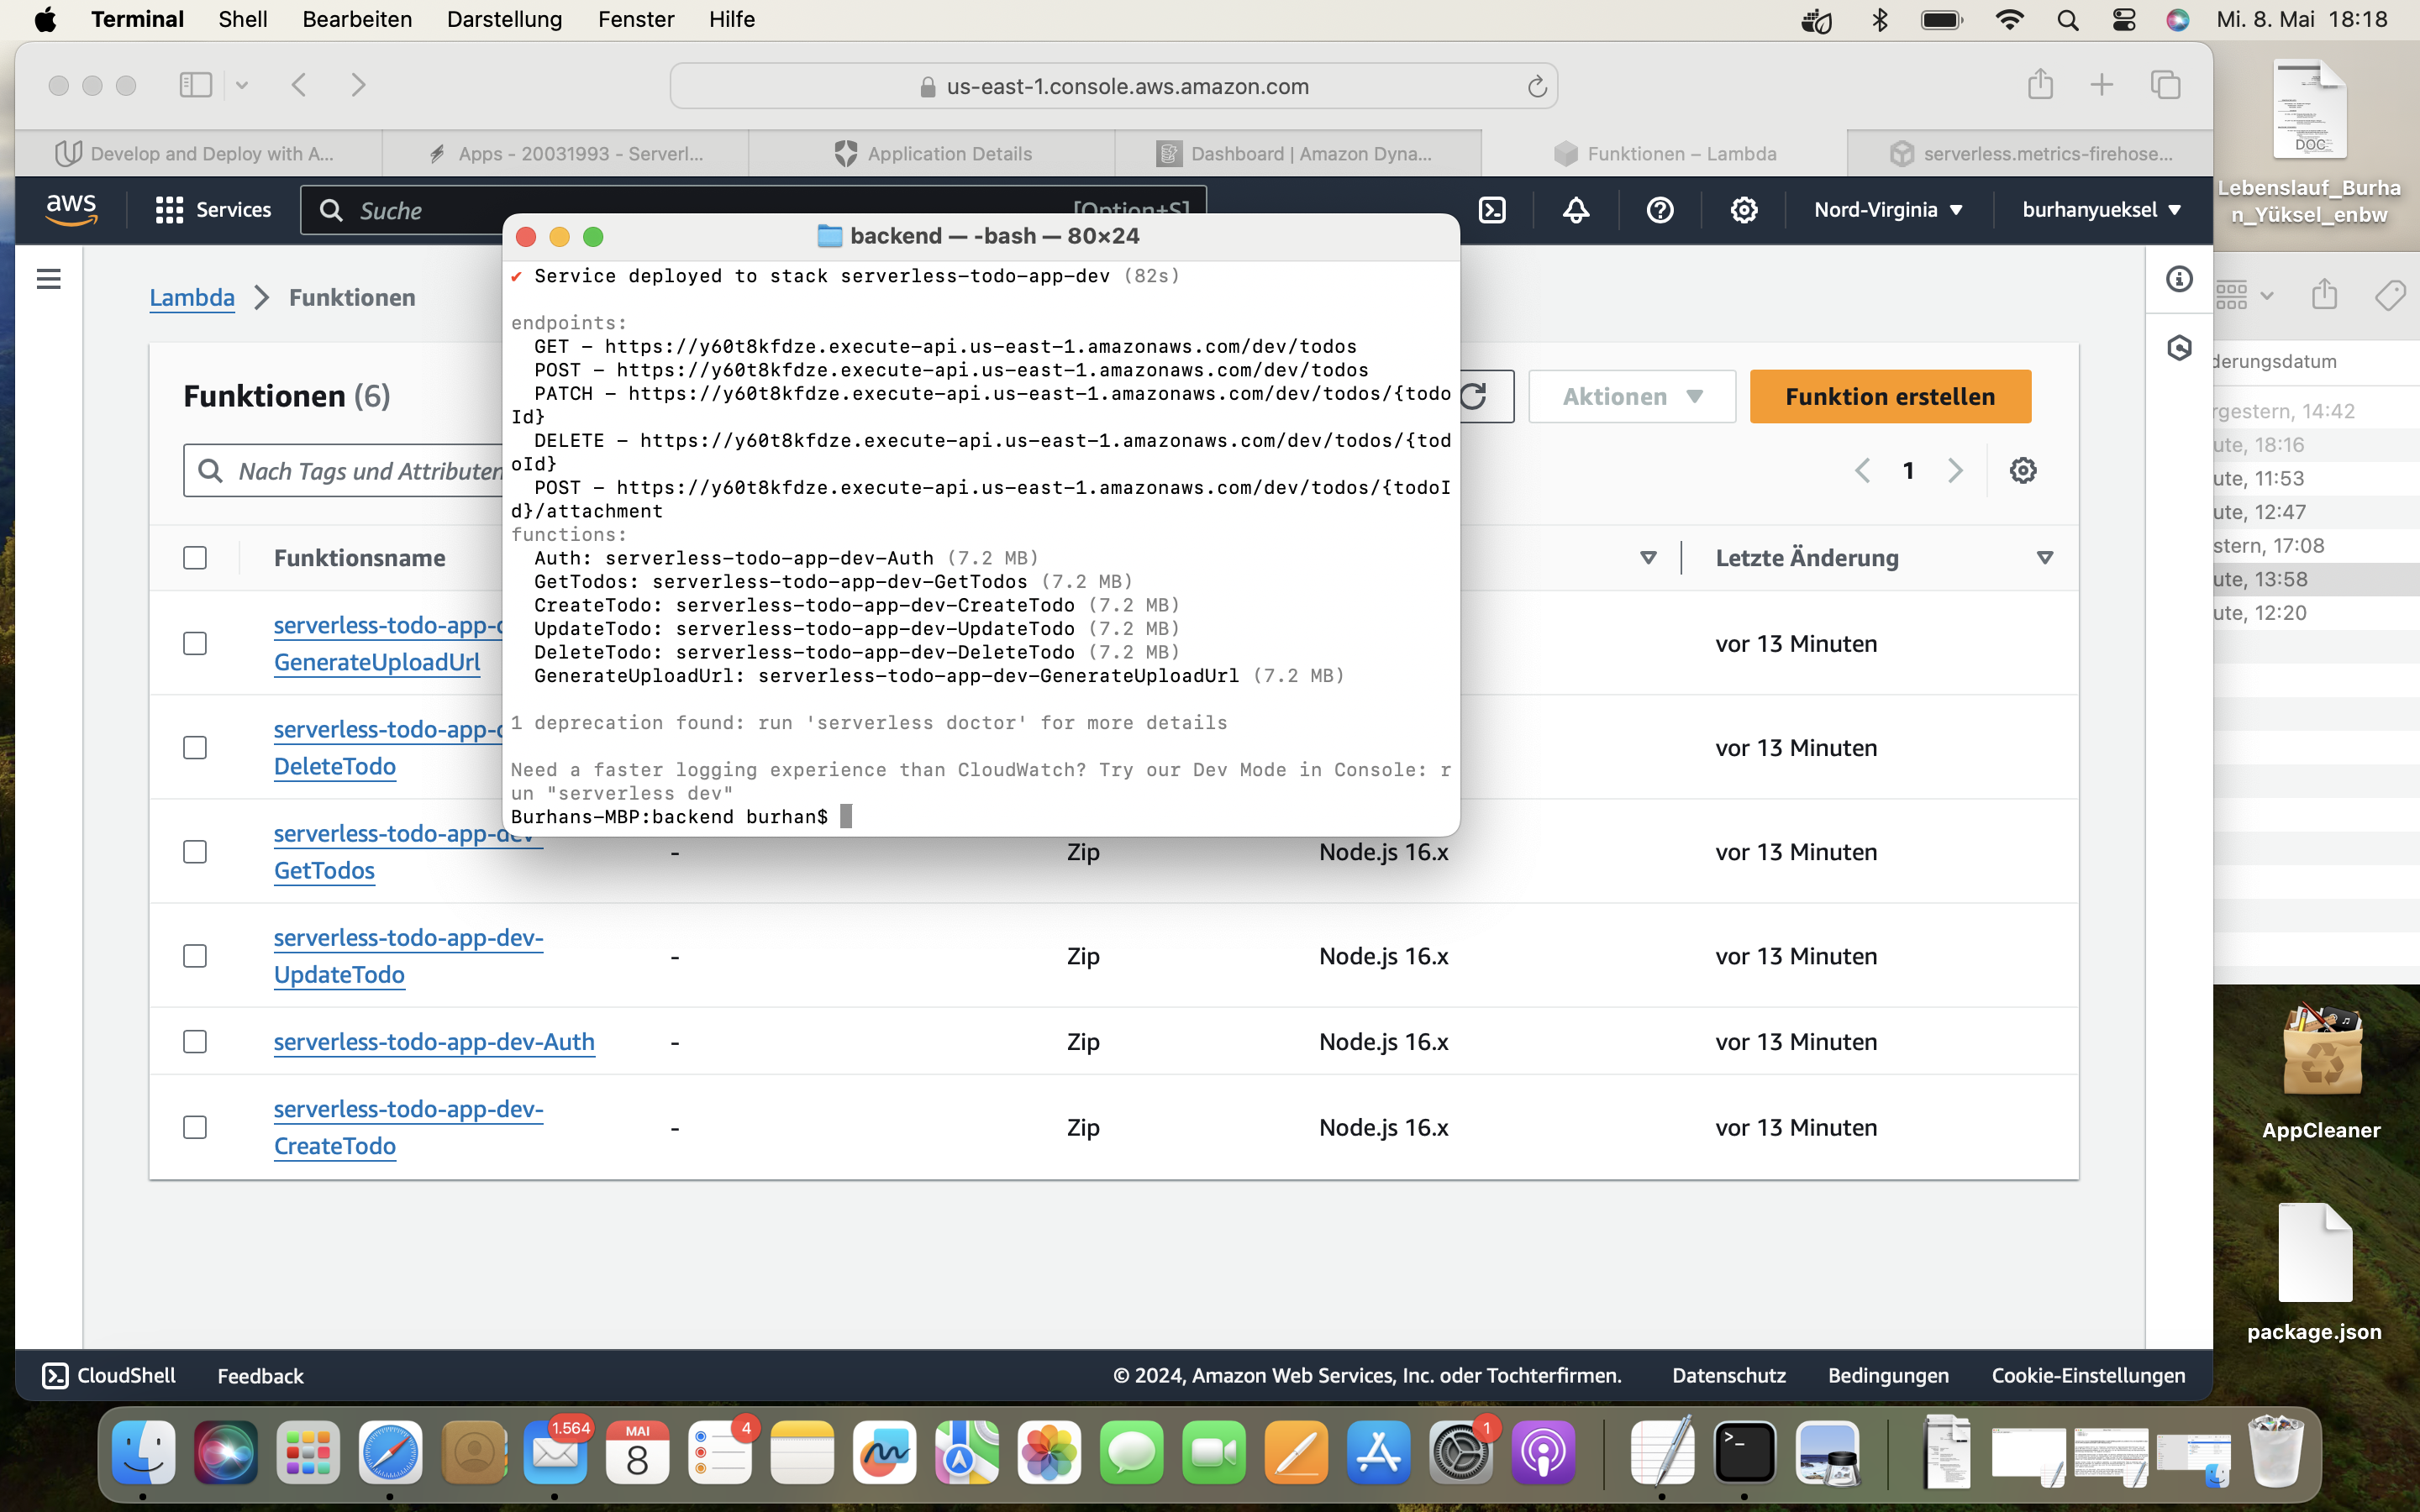 Terminal Shell Bearbeiten Darstellung Fenster Hilfe Mi. 8. Mai 18:18
us-east-1.console.aws.amazon.com
Develop and Deploy with A... Apps - 20031993 - Serverl... Application Details Dashboard | Amazon Dyna... Funktionen – Lambda serverless.metrics-firehose...
aws Services Suche [Option+S] Nord-Virginia burhanyueksel
backend — -bash — 80×24
✔ Service deployed to stack serverless-todo-app-dev (82s)
endpoints:
GET - https://y60t8kfdze.execute-api.us-east-1.amazonaws.com/dev/todos
POST - https://y60t8kfdze.execute-api.us-east-1.amazonaws.com/dev/todos
PATCH - https://y60t8kfdze.execute-api.us-east-1.amazonaws.com/dev/todos/{todo
Id}
DELETE - https://y60t8kfdze.execute-api.us-east-1.amazonaws.com/dev/todos/{tod
oId}
POST - https://y60t8kfdze.execute-api.us-east-1.amazonaws.com/dev/todos/{todoI
d}/attachment
functions:
Auth: serverless-todo-app-dev-Auth (7.2 MB)
GetTodos: serverless-todo-app-dev-GetTodos (7.2 MB)
CreateTodo: serverless-todo-app-dev-CreateTodo (7.2 MB)
UpdateTodo: serverless-todo-app-dev-UpdateTodo (7.2 MB)
DeleteTodo: serverless-todo-app-dev-DeleteTodo (7.2 MB)
GenerateUploadUrl: serverless-todo-app-dev-GenerateUploadUrl (7.2 MB)
1 deprecation found: run 'serverless doctor' for more details
Need a faster logging experience than CloudWatch? Try our Dev Mode in Console: r
un "serverless dev"
Burhans-MBP:backend burhan$
Lambda > Funktionen
Funktionen (6)
Aktionen Funktion erstellen
Nach Tags und Attributen
1
Funktionsname Letzte Änderung
serverless-todo-app-d
GenerateUploadUrl
vor 13 Minuten
serverless-todo-app-d
DeleteTodo
vor 13 Minuten
serverless-todo-app-dev-
GetTodos
- Zip Node.js 16.x vor 13 Minuten
serverless-todo-app-dev-
UpdateTodo
- Zip Node.js 16.x vor 13 Minuten
serverless-todo-app-dev-Auth - Zip Node.js 16.x vor 13 Minuten
serverless-todo-app-dev-
CreateTodo
- Zip Node.js 16.x vor 13 Minuten
CloudShell Feedback © 2024, Amazon Web Services, Inc. oder Tochterfirmen. Datenschutz Bedingungen Cookie-Einstellungen
DOC
Lebenslauf_Burha
n_Yüksel_enbw
derungsdatum
rgestern, 14:42
ute, 18:16
ute, 11:53
ute, 12:47
stern, 17:08
ute, 13:58
ute, 12:20
AppCleaner
package.json
1.564
MAI
8
4
1